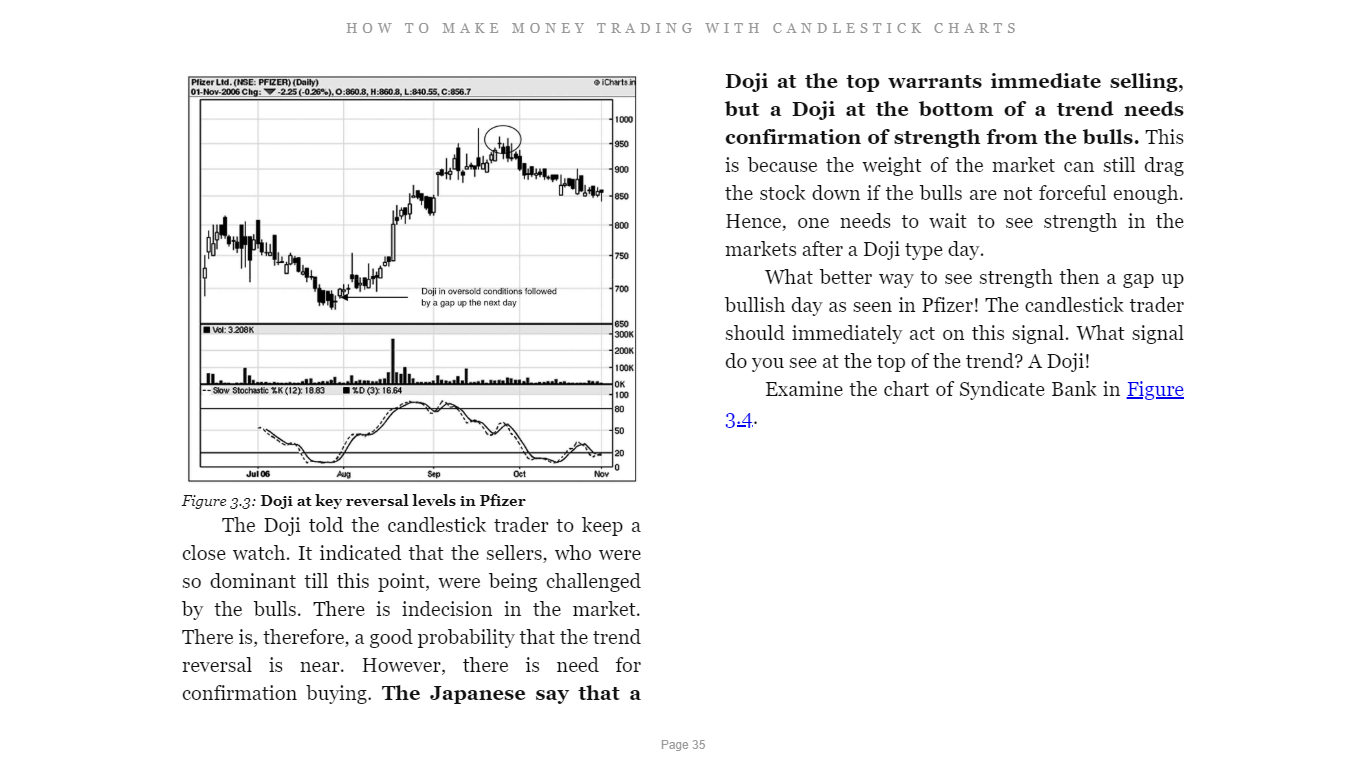 HOW TO MAKE MONEY TRADING WITH CANDLESTICK CHARTS
Pfizer Ltd. (NSE: PFIZER) (Daily)
© iCharts.in
01-Nov-2006 Chg: ▼ -2.25 (-0.26%), O:860.8, H:860.8, L:840.55, C:856.7
1000
950
900
850
800
750
700
650
Doji in oversold conditions followed
by a gap up the next day
Vol: 3.208K
300K
200K
100K
0K
Slow Stochastic %K (12): 18.83 %D (3): 16.64
100
80
50
20
0
Jul 06 Aug Sep Oct Nov
Figure 3.3: Doji at key reversal levels in Pfizer
The Doji told the candlestick trader to keep a
close watch. It indicated that the sellers, who were
so dominant till this point, were being challenged
by the bulls. There is indecision in the market.
There is, therefore, a good probability that the trend
reversal is near. However, there is need for
confirmation buying. The Japanese say that a
Doji at the top warrants immediate selling,
but a Doji at the bottom of a trend needs
confirmation of strength from the bulls. This
is because the weight of the market can still drag
the stock down if the bulls are not forceful enough.
Hence, one needs to wait to see strength in the
markets after a Doji type day.
What better way to see strength then a gap up
bullish day as seen in Pfizer! The candlestick trader
should immediately act on this signal. What signal
do you see at the top of the trend? A Doji!
Examine the chart of Syndicate Bank in Figure
3.4.
Page 35